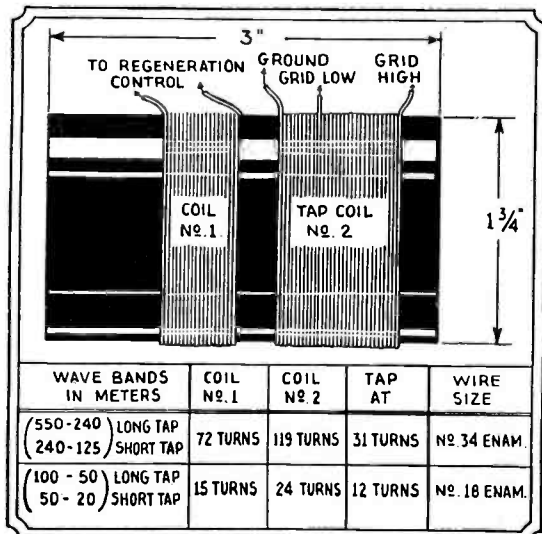 3"
TO REGENERATION CONTROL
GROUND
GRID LOW
GRID HIGH
COIL
Nº.1
TAP COIL
Nº. 2
1 3/4"
WAVE BANDS IN METERS
COIL Nº.1
COIL Nº.2
TAP AT
WIRE SIZE
(550-240) LONG TAP
(240-125) SHORT TAP
72 TURNS
119 TURNS
31 TURNS
Nº.34 ENAM.
(100 - 50) LONG TAP
(50 - 20) SHORT TAP
15 TURNS
24 TURNS
12 TURNS
Nº.18 ENAM.